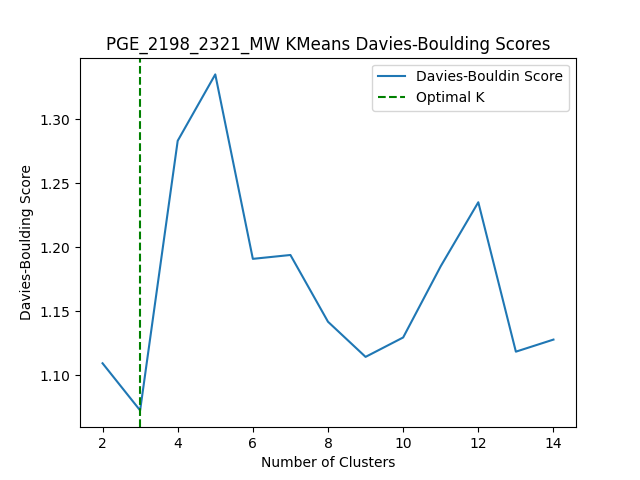 PGE_2198_2321_MW KMeans Davies-Boulding Scores
Davies-Bouldin Score
Optimal K
Davies-Boulding Score
1.30
1.25
1.20
1.15
1.10
2 4 6 8 10 12 14
Number of Clusters